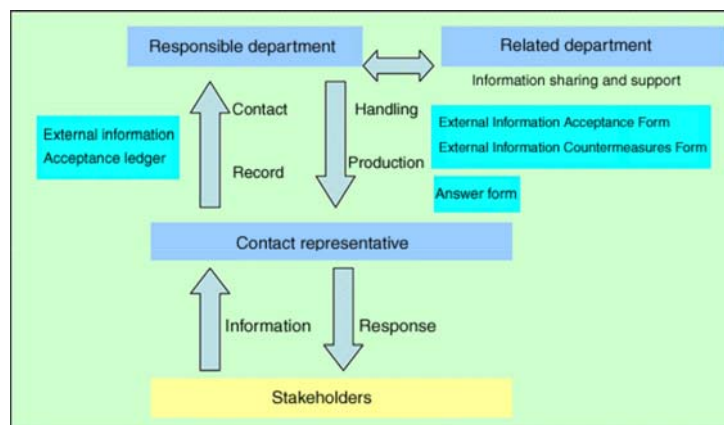 Responsible department
Related department
Information sharing and support
Contact
Handling
External information
Acceptance ledger
External Information Acceptance Form
External Information Countermeasures Form
Record
Production
Answer form
Contact representative
Information
Response
Stakeholders